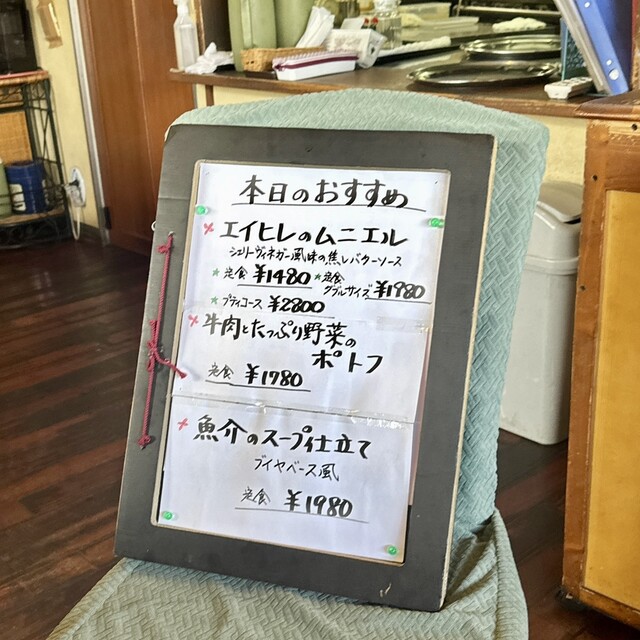 本日のおすすめ
エイヒレのムニエル
シェリーヴィネガー風味の焦しバターソース
★定食 ¥1480 ★定食ダブルサイズ ¥1980
★プティコース ¥2800
牛肉とたっぷり野菜の
ポトフ
定食 ¥1780
魚介のスープ仕立て
ブイヤベース風
定食 ¥1980